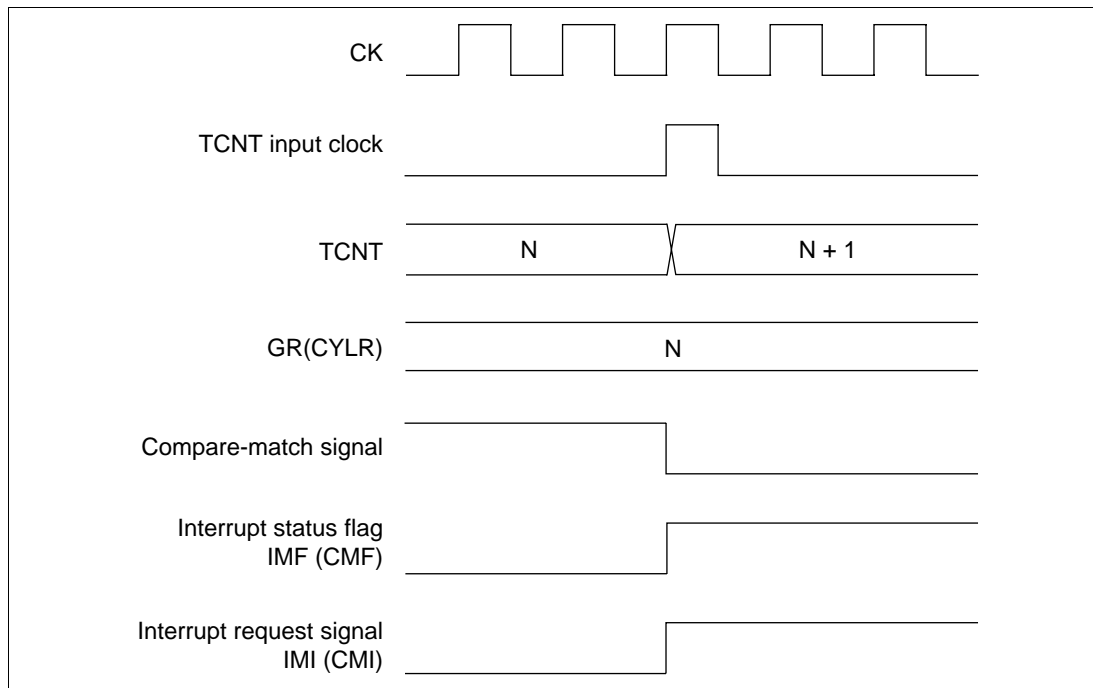 CK
TCNT input clock
TCNT
N
N + 1
GR(CYLR)
N
Compare-match signal
Interrupt status flag
IMF (CMF)
Interrupt request signal
IMI (CMI)